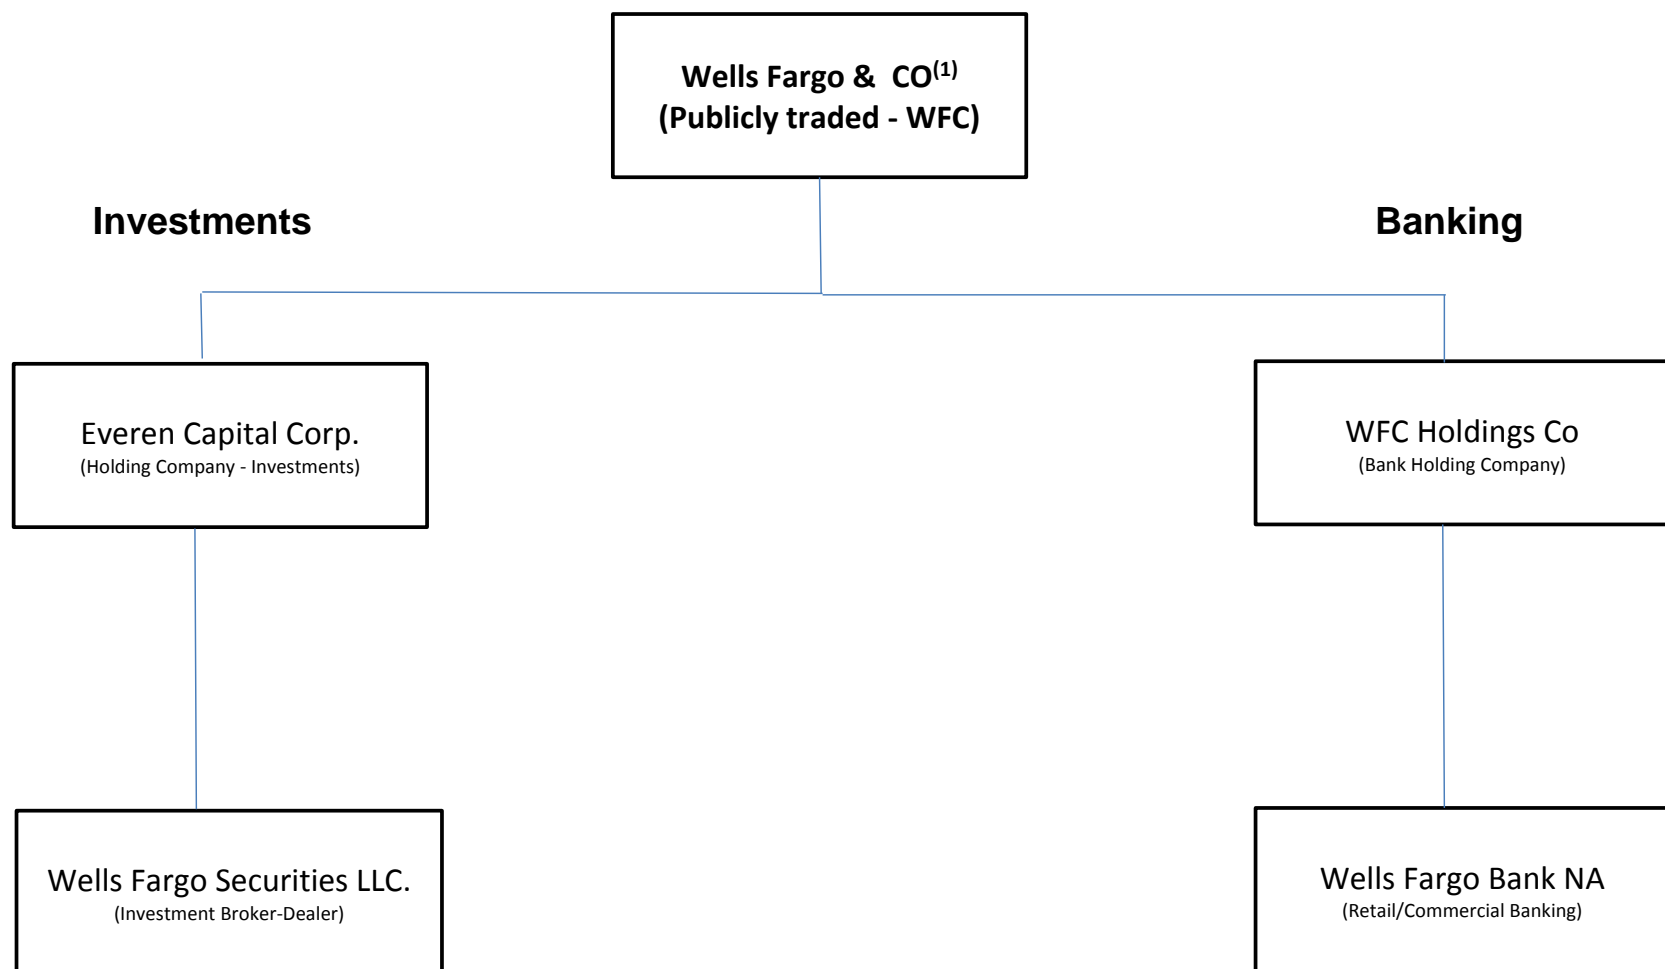 Wells Fargo &  CO(1)
(Publicly traded - WFC)
Investments
Banking
Everen Capital Corp.
(Holding Company - Investments)
WFC Holdings Co
(Bank Holding Company)
Wells Fargo Securities LLC.
(Investment Broker-Dealer)
Wells Fargo Bank NA
(Retail/Commercial Banking)